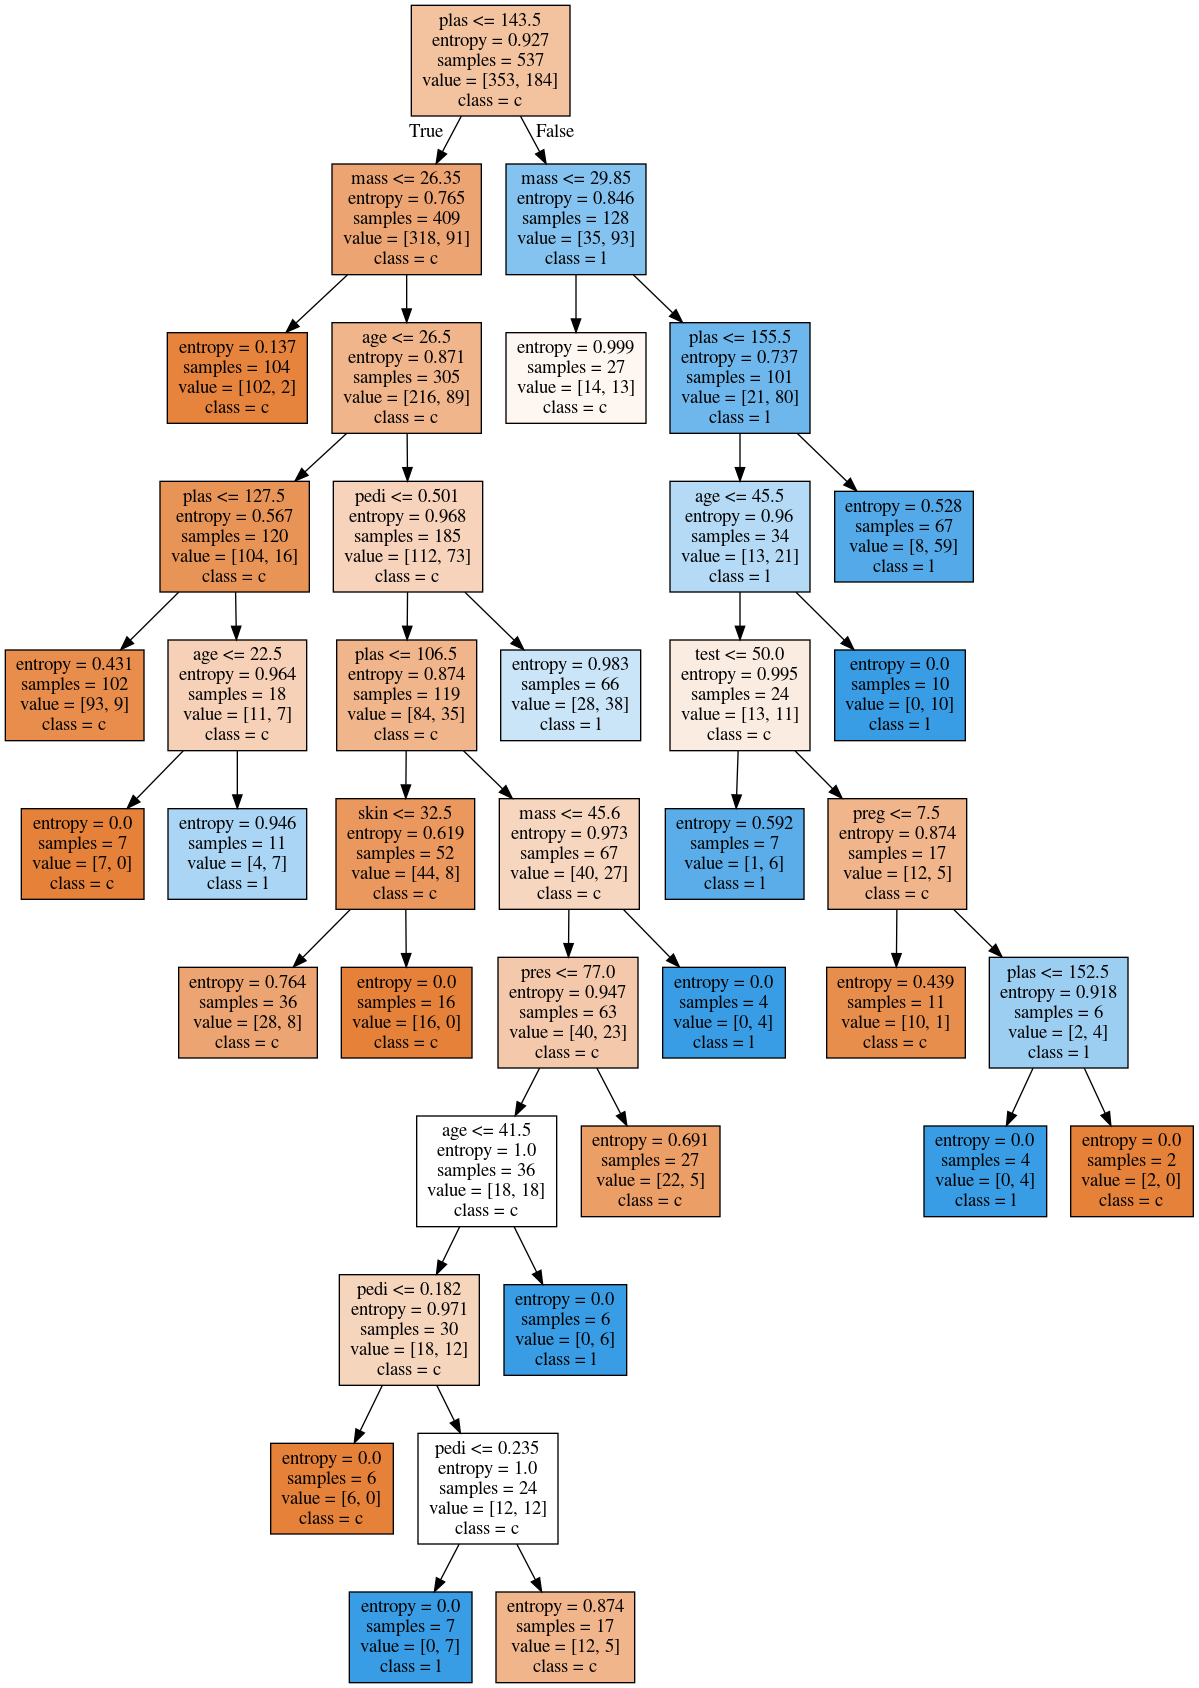 plas <= 143.5
entropy = 0.927
samples = 537
value = [353, 184]
class = c
True
False
mass <= 26.35
entropy = 0.765
samples = 409
value = [318, 91]
class = c
mass <= 29.85
entropy = 0.846
samples = 128
value = [35, 93]
class = l
entropy = 0.137
samples = 104
value = [102, 2]
class = c
age <= 26.5
entropy = 0.871
samples = 305
value = [216, 89]
class = c
entropy = 0.999
samples = 27
value = [14, 13]
class = c
plas <= 155.5
entropy = 0.737
samples = 101
value = [21, 80]
class = l
plas <= 127.5
entropy = 0.567
samples = 120
value = [104, 16]
class = c
pedi <= 0.501
entropy = 0.968
samples = 185
value = [112, 73]
class = c
age <= 45.5
entropy = 0.96
samples = 34
value = [13, 21]
class = l
entropy = 0.528
samples = 67
value = [8, 59]
class = l
entropy = 0.431
samples = 102
value = [93, 9]
class = c
age <= 22.5
entropy = 0.964
samples = 18
value = [11, 7]
class = c
plas <= 106.5
entropy = 0.874
samples = 119
value = [84, 35]
class = c
entropy = 0.983
samples = 66
value = [28, 38]
class = l
test <= 50.0
entropy = 0.995
samples = 24
value = [13, 11]
class = c
entropy = 0.0
samples = 10
value = [0, 10]
class = l
entropy = 0.0
samples = 7
value = [7, 0]
class = c
entropy = 0.946
samples = 11
value = [4, 7]
class = l
skin <= 32.5
entropy = 0.619
samples = 52
value = [44, 8]
class = c
mass <= 45.6
entropy = 0.973
samples = 67
value = [40, 27]
class = c
entropy = 0.592
samples = 7
value = [1, 6]
class = l
preg <= 7.5
entropy = 0.874
samples = 17
value = [12, 5]
class = c
entropy = 0.764
samples = 36
value = [28, 8]
class = c
entropy = 0.0
samples = 16
value = [16, 0]
class = c
pres <= 77.0
entropy = 0.947
samples = 63
value = [40, 23]
class = c
entropy = 0.0
samples = 4
value = [0, 4]
class = l
entropy = 0.439
samples = 11
value = [10, 1]
class = c
plas <= 152.5
entropy = 0.918
samples = 6
value = [2, 4]
class = l
age <= 41.5
entropy = 1.0
samples = 36
value = [18, 18]
class = c
entropy = 0.691
samples = 27
value = [22, 5]
class = c
entropy = 0.0
samples = 4
value = [0, 4]
class = l
entropy = 0.0
samples = 2
value = [2, 0]
class = c
pedi <= 0.182
entropy = 0.971
samples = 30
value = [18, 12]
class = c
entropy = 0.0
samples = 6
value = [0, 6]
class = l
entropy = 0.0
samples = 6
value = [6, 0]
class = c
pedi <= 0.235
entropy = 1.0
samples = 24
value = [12, 12]
class = c
entropy = 0.0
samples = 7
value = [0, 7]
class = l
entropy = 0.874
samples = 17
value = [12, 5]
class = c